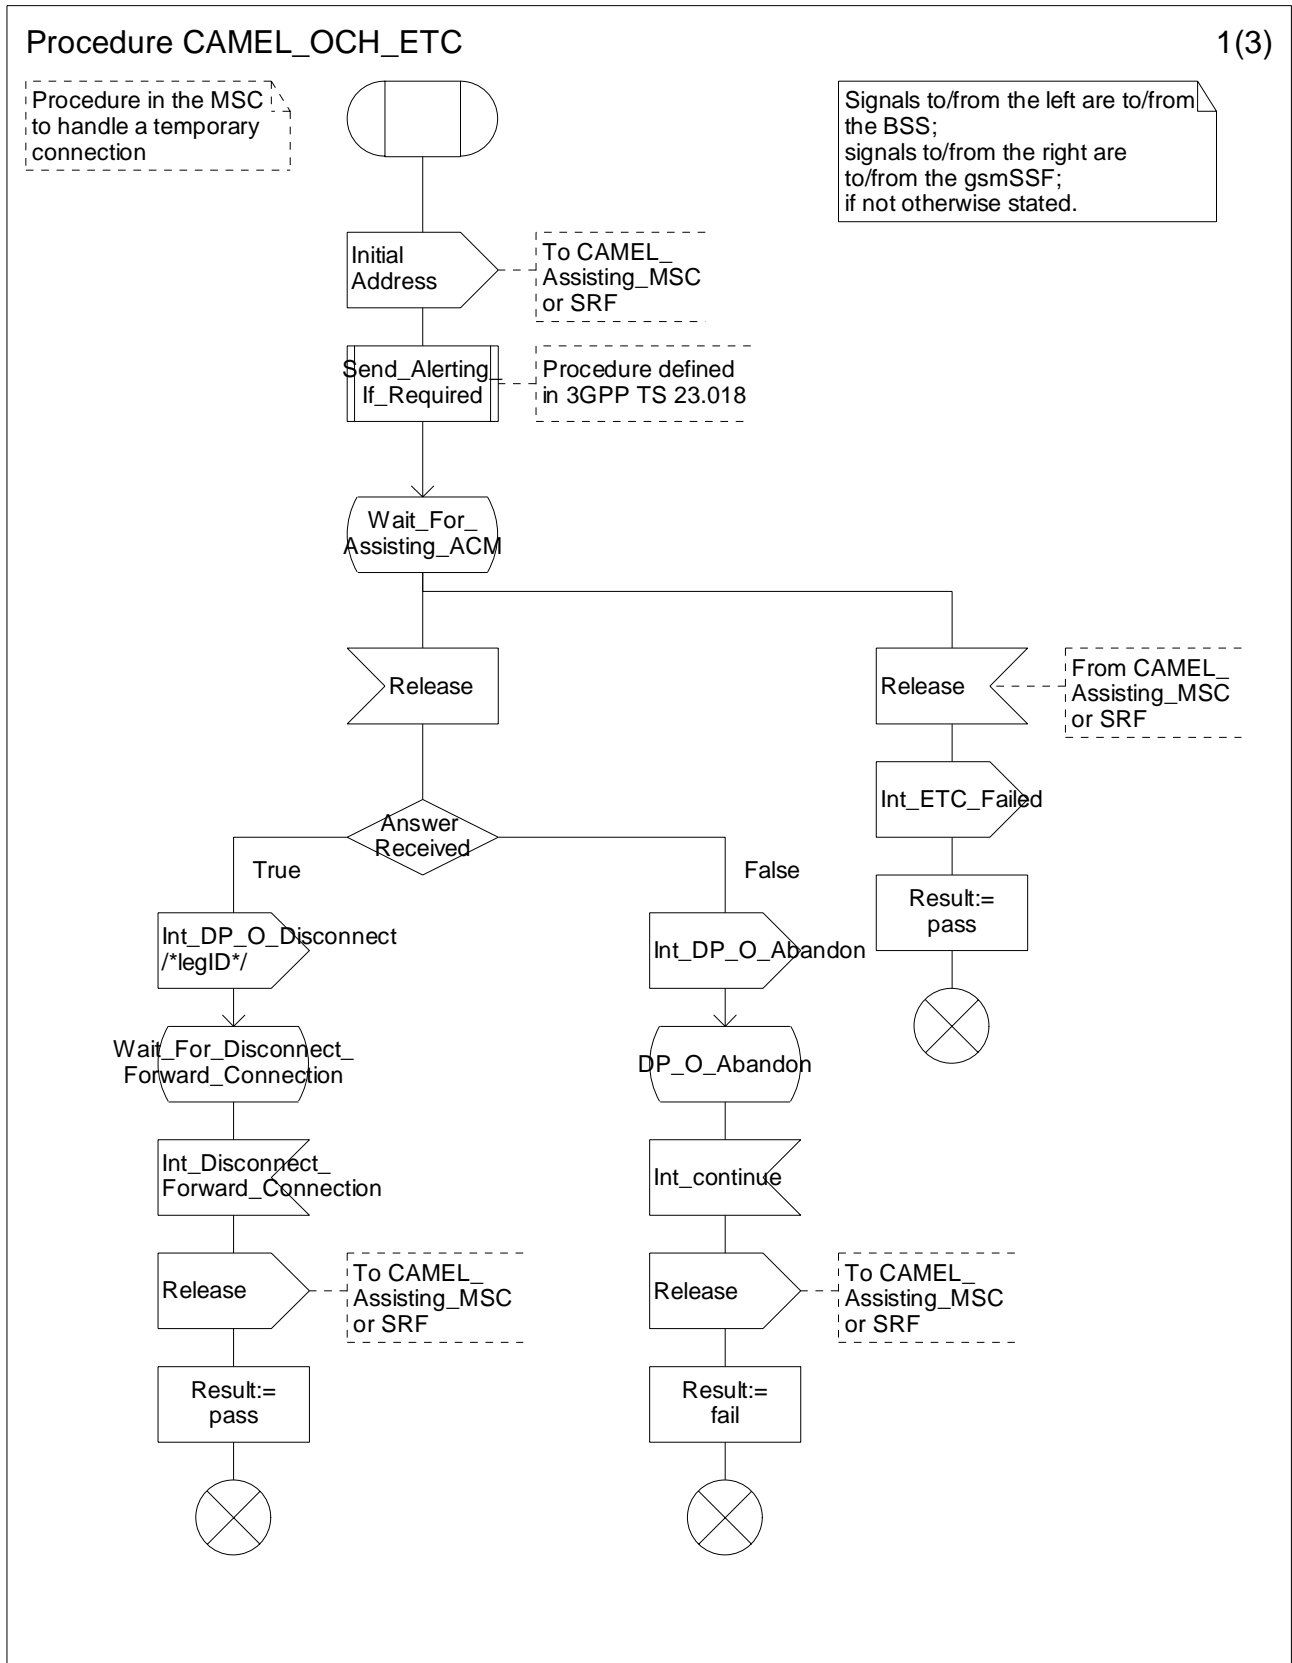 Procedure CAMEL_OCH_ETC
1(3)
Procedure in the MSC
to handle a temporary
connection
Signals to/from the left are to/from
the BSS;
signals to/from the right are
to/from the gsmSSF;
if not otherwise stated.
Initial
Address
To CAMEL_
Assisting_MSC
or SRF
Send_Alerting_
If_Required
Procedure defined
in 3GPP TS 23.018
Wait_For_
Assisting_ACM
Release
Release
From CAMEL_
Assisting_MSC
or SRF
Int_ETC_Failed
Answer
Received
True
False
Result:=
pass
Int_DP_O_Disconnect
/*legID*/
Int_DP_O_Abandon
Wait_For_Disconnect_
Forward_Connection
DP_O_Abandon
Int_Disconnect_
Forward_Connection
Int_continue
Release
To CAMEL_
Assisting_MSC
or SRF
Release
To CAMEL_
Assisting_MSC
or SRF
Result:=
pass
Result:=
fail